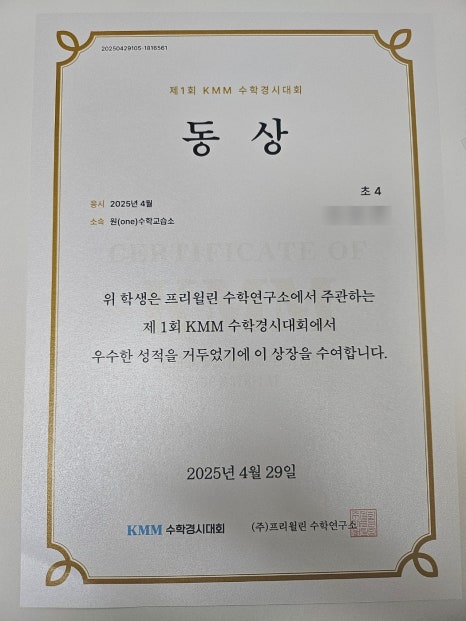 20250429105-1816561
제1회 KMM 수학경시대회
동 상
초 4
응시 2025년 4월
소속 원(one)수학교습소
CERTIFICATE OF
위 학생은 프리윌린 수학연구소에서 주관하는
제 1회 KMM 수학경시대회에서
우수한 성적을 거두었기에 이 상장을 수여합니다.
2025년 4월 29일
KMM 수학경시대회 (주)프리윌린 수학연구소